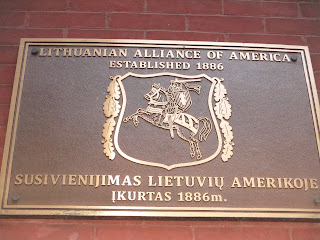 LITHUANIAN ALLIANCE OF AMERICA
ESTABLISHED 1886
SUSIVIENIJIMAS LIETUVIŲ AMERIKOJE
ĮKURTAS 1886m.